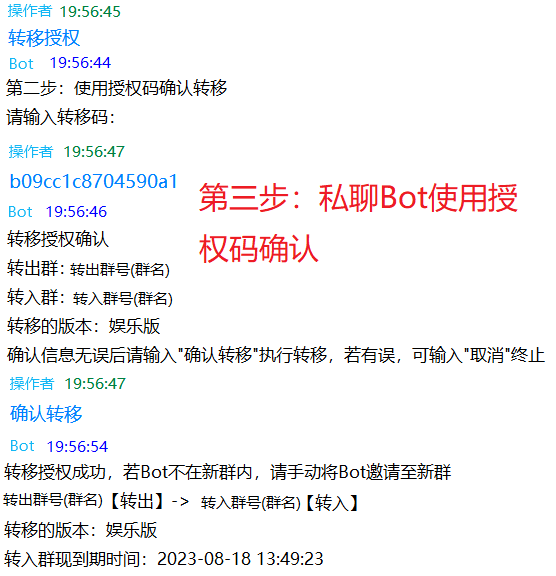 操作者 19:56:45
转移授权
Bot 19:56:44
第二步：使用授权码确认转移
请输入转移码：
操作者 19:56:47
b09cc1c8704590a1
第三步：私聊Bot使用授
权码确认
Bot 19:56:46
转移授权确认
转出群：转出群号(群名)
转入群：转入群号(群名)
转移的版本：娱乐版
确认信息无误后请输入"确认转移"执行转移，若有误，可输入"取消"终止
操作者 19:56:47
确认转移
Bot 19:56:54
转移授权成功，若Bot不在新群内，请手动将Bot邀请至新群
转出群号(群名)【转出】-> 转入群号(群名)【转入】
转移的版本：娱乐版
转入群现到期时间：2023-08-18 13:49:23